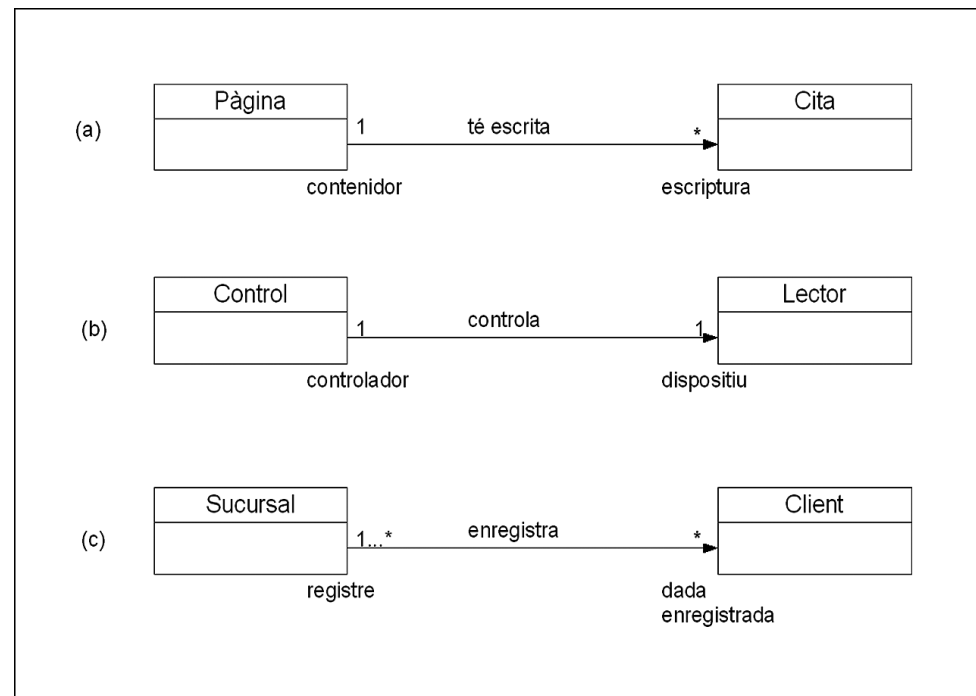 Pàgina
Cita
(a)
1
té escrita
*
contenidor
escriptura
Control
Lector
(b)
1
controla
1
controlador
dispositiu
Sucursal
Client
(c)
1...*
enregistra
*
registre
dada
enregistrada